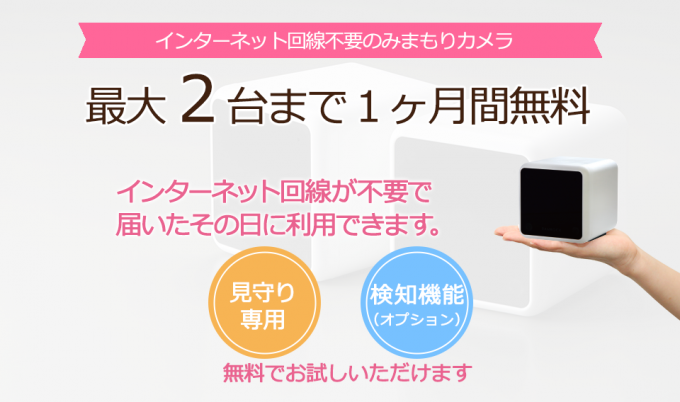 インターネット回線不要のみまもりカメラ
最大2台まで1ヶ月間無料
インターネット回線が不要で
届いたその日に利用できます。
見守り
専用
検知機能
（オプション）
無料でお試しいただけます